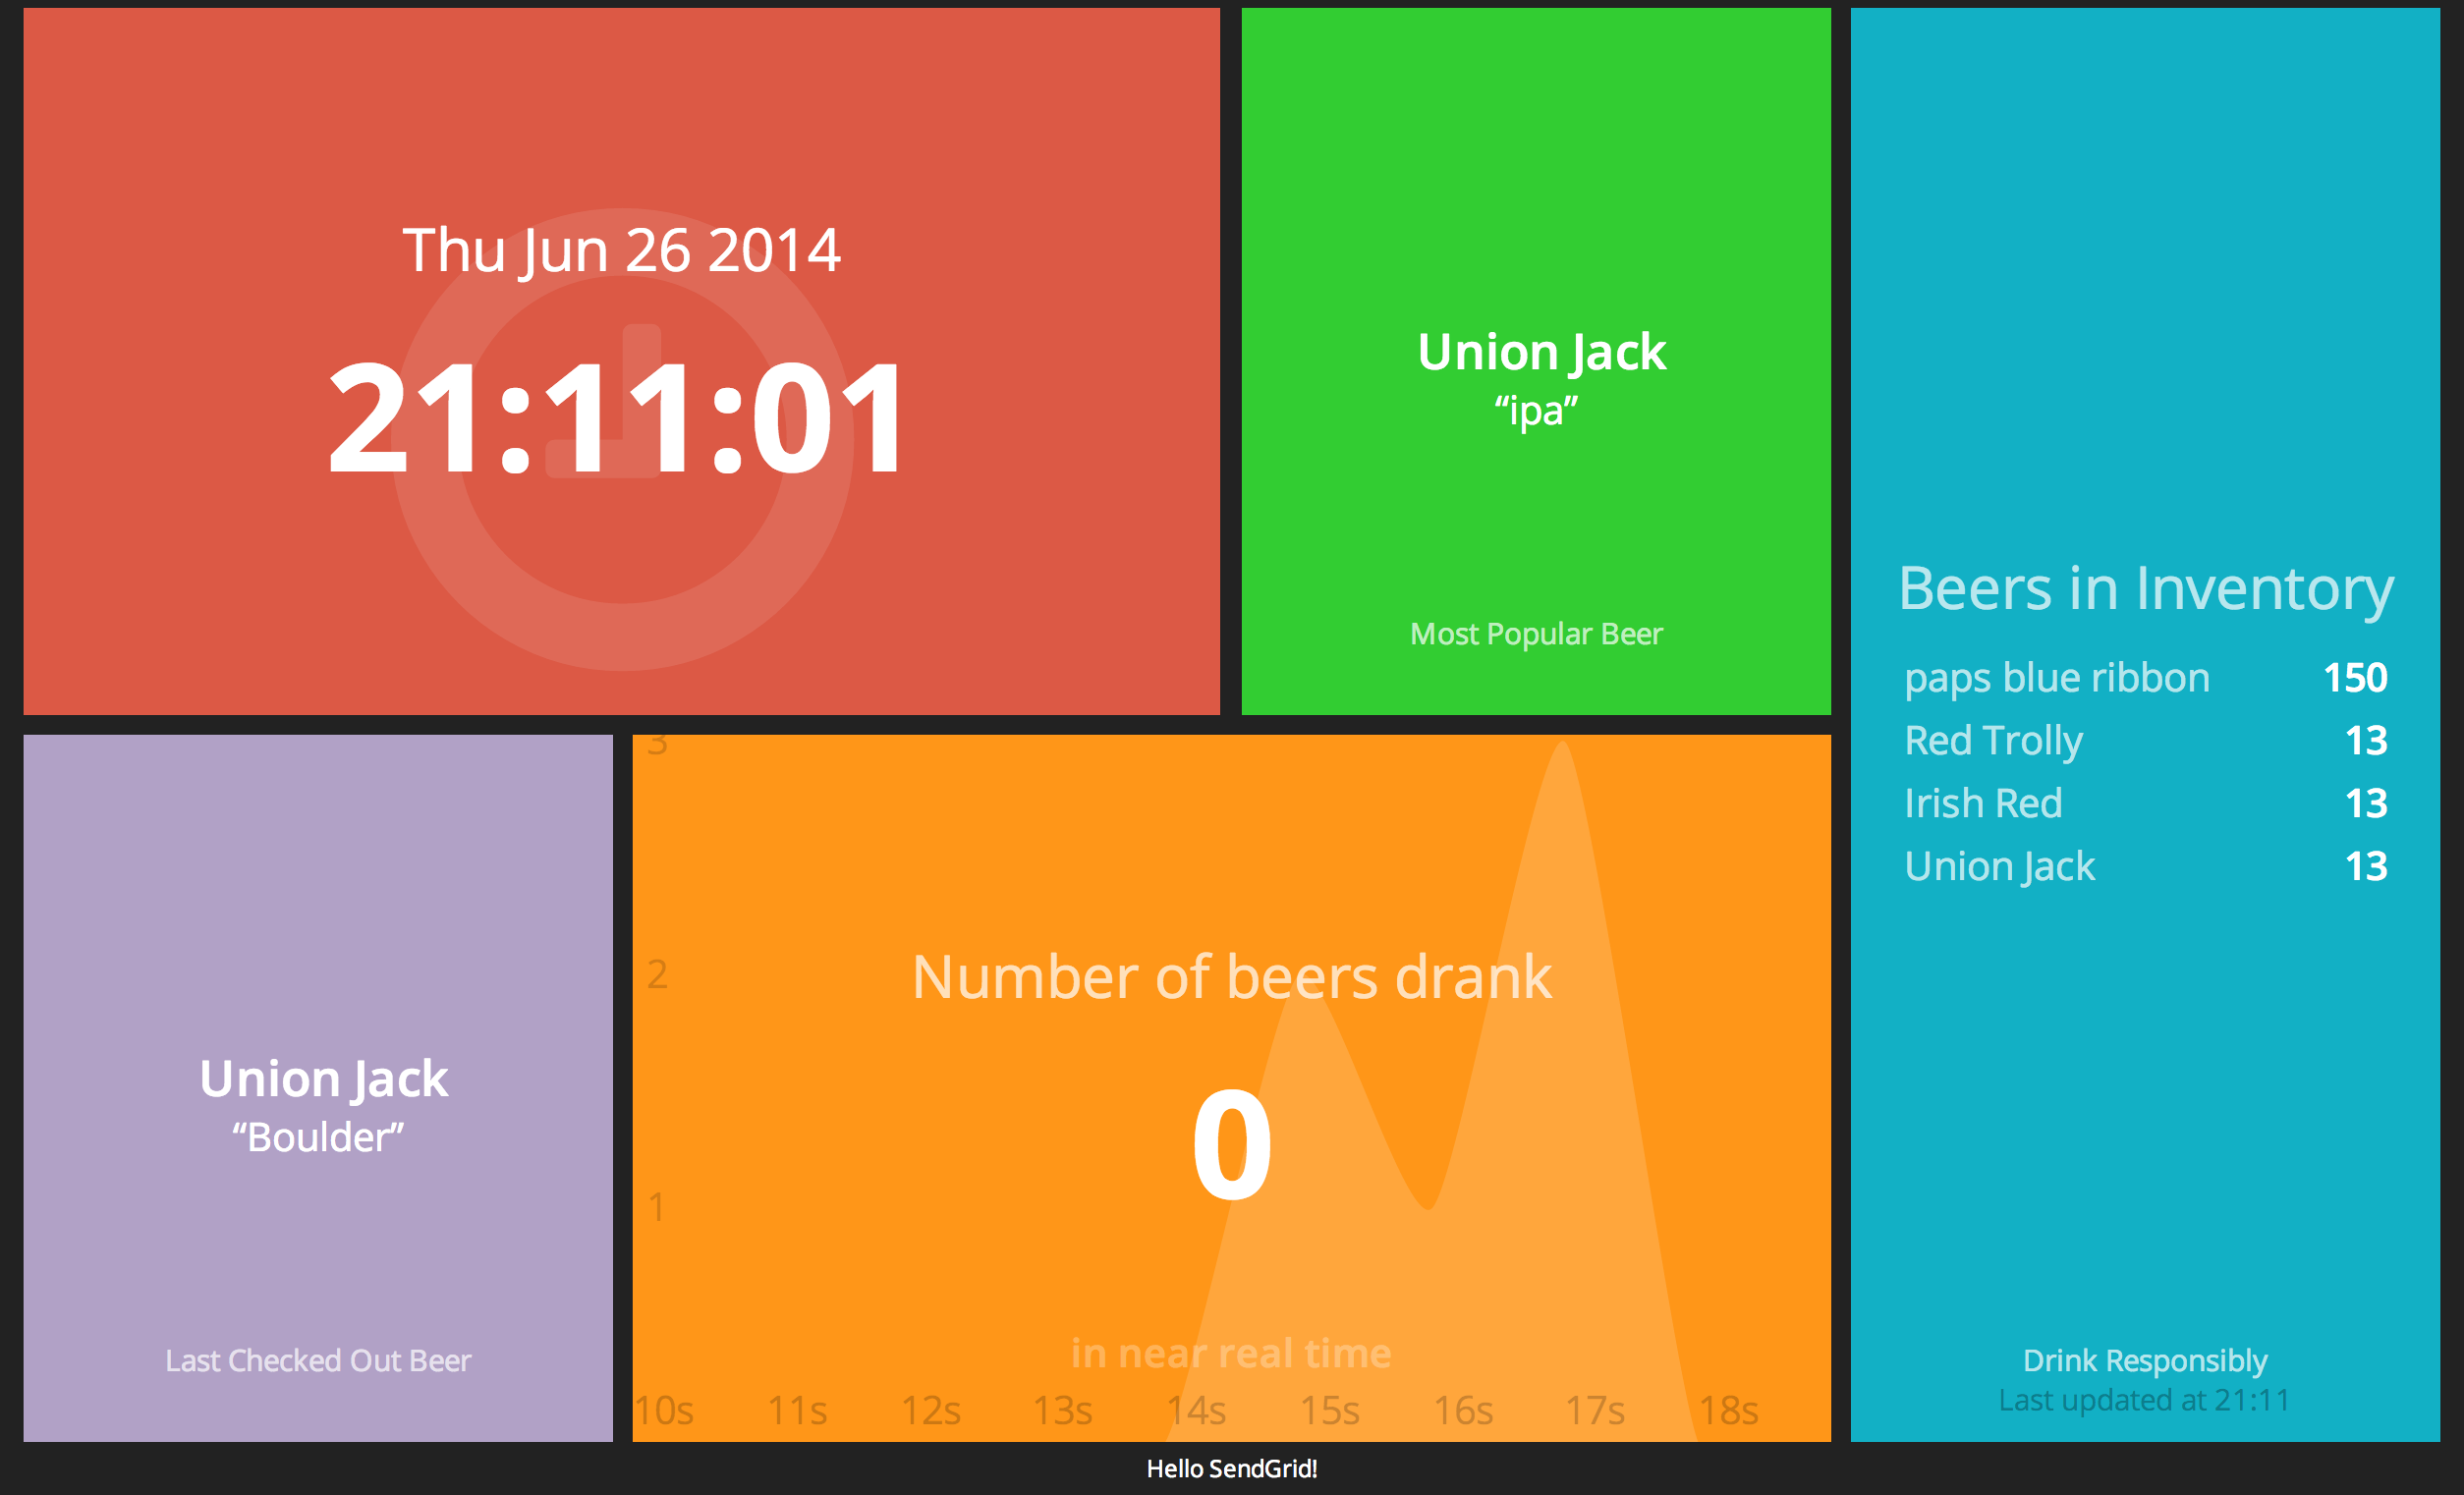 Thu Jun 26 2014
21:11:01
Union Jack
“ipa”
Most Popular Beer
Beers in Inventory
paps blue ribbon 150
Red Trolly 13
Irish Red 13
Union Jack 13
Drink Responsibly
Last updated at 21:11
Union Jack
“Boulder”
Last Checked Out Beer
3
2
1
Number of beers drank
0
in near real time
10s 11s 12s 13s 14s 15s 16s 17s 18s
Hello SendGrid!